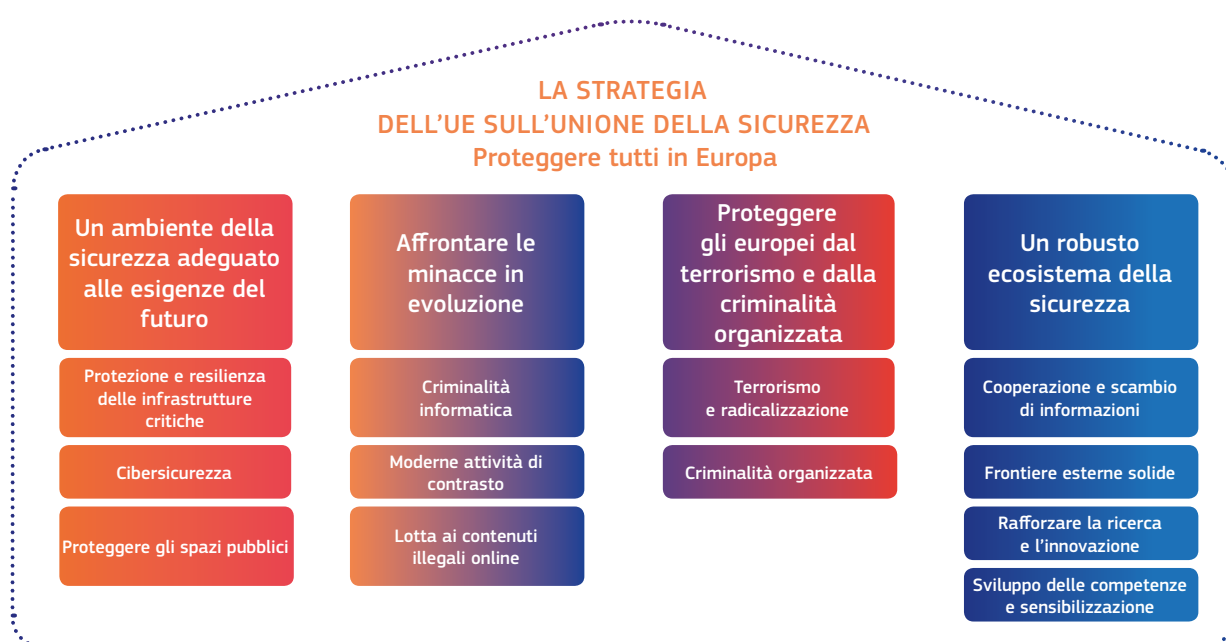 LA STRATEGIA
DELL'UE SULL'UNIONE DELLA SICUREZZA
Proteggere tutti in Europa
Un ambiente della
sicurezza adeguato
alle esigenze del
futuro
Protezione e resilienza
delle infrastrutture
critiche
Cibersicurezza
Proteggere gli spazi pubblici
Affrontare le
minacce in
evoluzione
Criminalità
informatica
Moderne attività di
contrasto
Lotta ai contenuti
illegali online
Proteggere
gli europei dal
terrorismo e dalla
criminalità
organizzata
Terrorismo
e radicalizzazione
Criminalità organizzata
Un robusto
ecosistema della
sicurezza
Cooperazione e scambio
di informazioni
Frontiere esterne solide
Rafforzare la ricerca
e l'innovazione
Sviluppo delle competenze
e sensibilizzazione